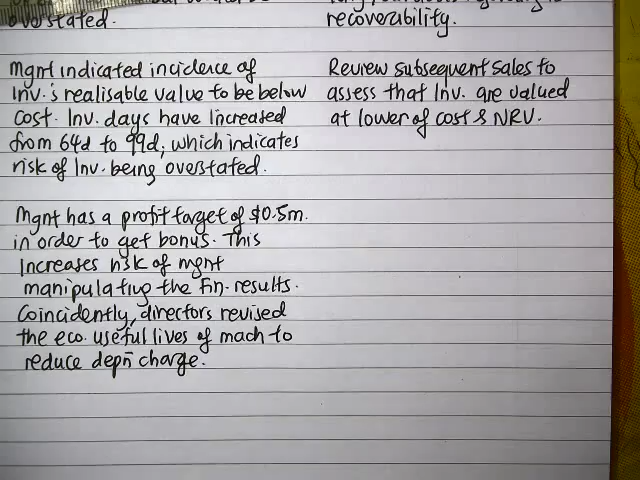 overstated.
Mgnt indicated incidence of
Inv.'s realisable value to be below
cost. Inv. days have increased
from 64d to 99d, which indicates
risk of Inv. being overstated.
Mgnt has a profit target of $0.5m.
in order to get bonus. This
increases risk of mgnt
manipulating the Fin. results.
Coincidently, directors revised
the eco. useful lives of mach to
reduce depn̄ charge.
recoverability.
Review subsequent sales to
assess that Inv. are valued
at lower of cost & NRV.